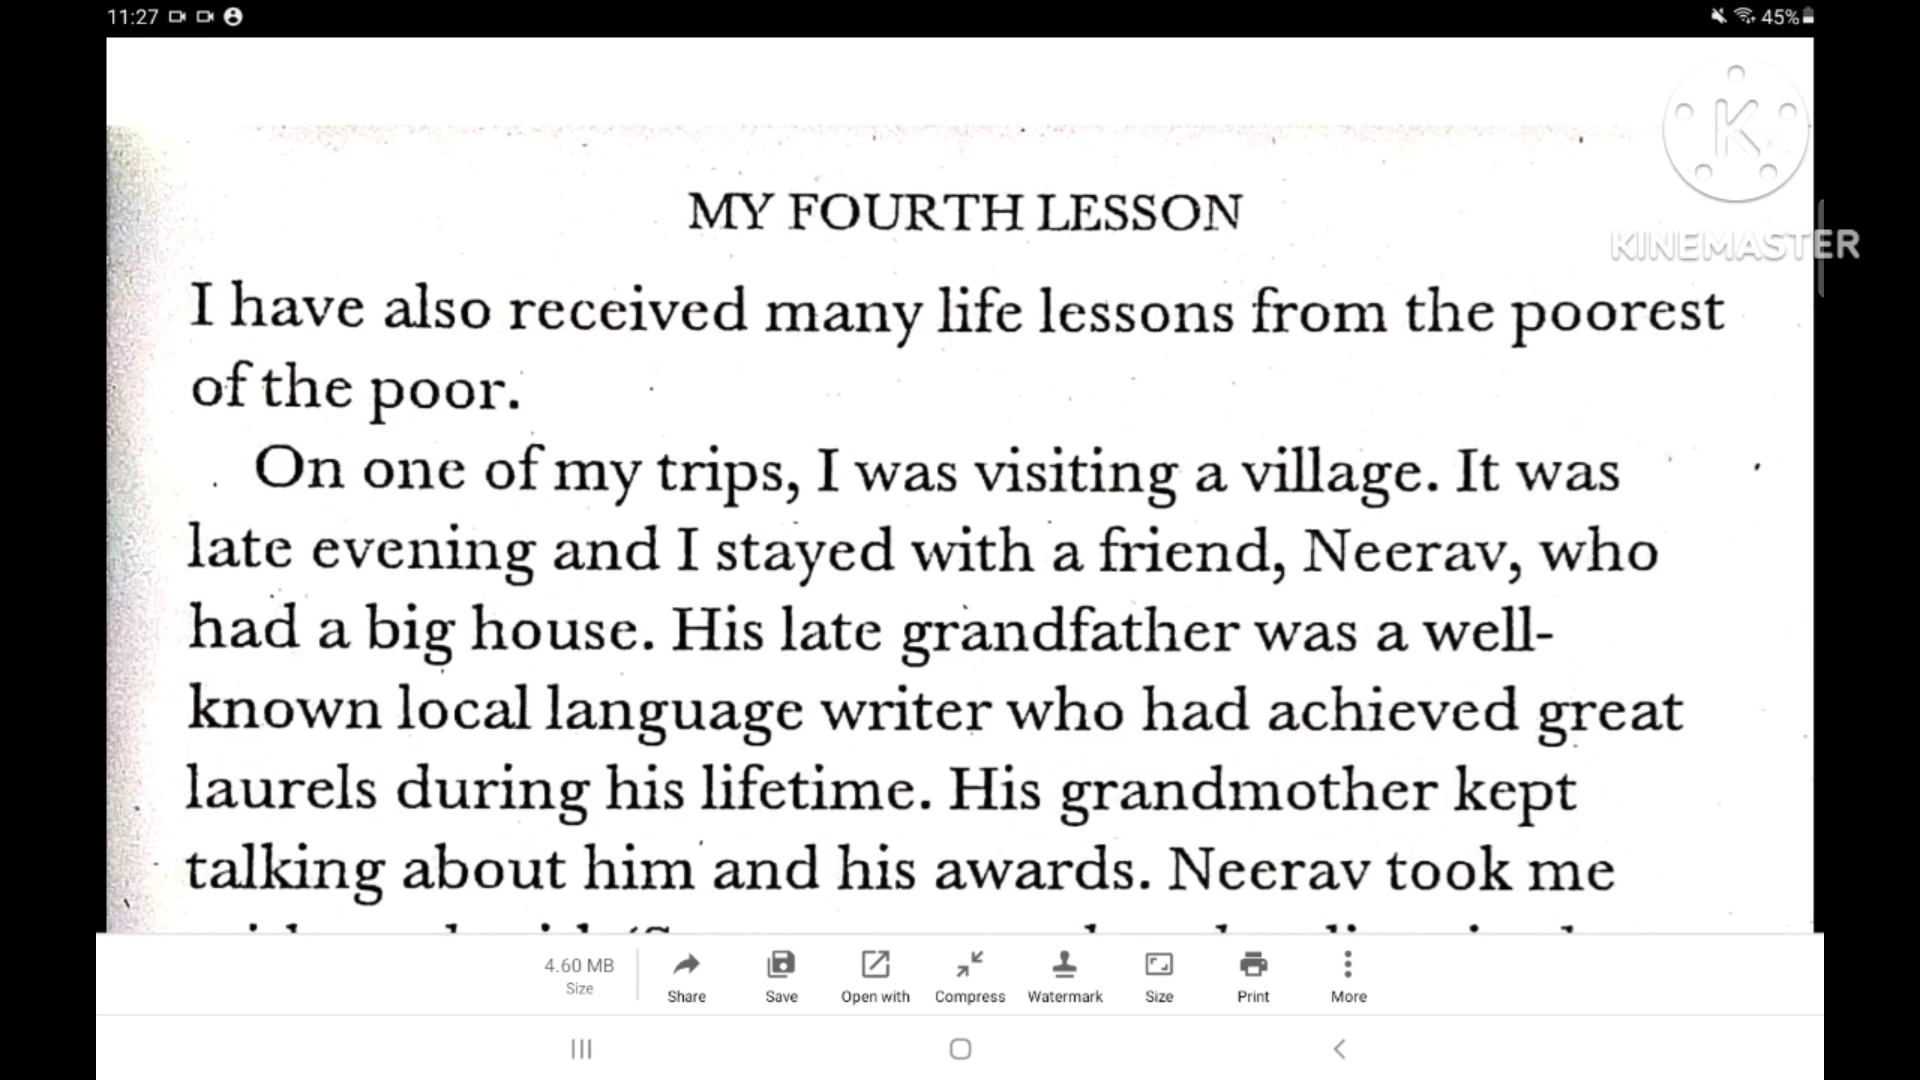 11:27
45%
KINEMASTER
MY FOURTH LESSON
I have also received many life lessons from the poorest
of the poor.
On one of my trips, I was visiting a village. It was
late evening and I stayed with a friend, Neerav, who
had a big house. His late grandfather was a well-
known local language writer who had achieved great
laurels during his lifetime. His grandmother kept
talking about him and his awards. Neerav took me
4.60 MB
Size
Share
Save
Open with
Compress
Watermark
Size
Print
More